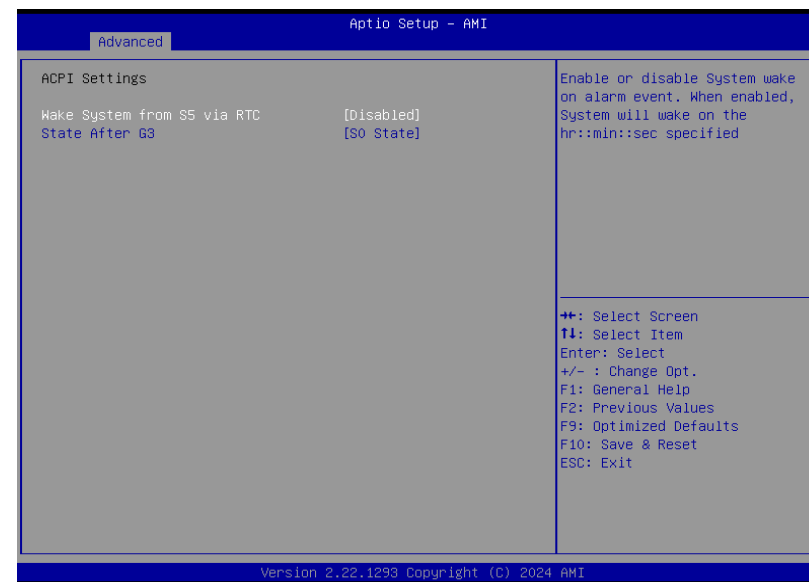 Aptio Setup - AMI
Advanced
ACPI Settings
Wake System from S5 via RTC [Disabled]
State After G3 [S0 State]
Enable or disable System wake
on alarm event. When enabled,
System will wake on the
hr::min::sec specified
→←: Select Screen
↑↓: Select Item
Enter: Select
+/- : Change Opt.
F1: General Help
F2: Previous Values
F9: Optimized Defaults
F10: Save & Reset
ESC: Exit
Version 2.22.1293 Copyright (C) 2024 AMI